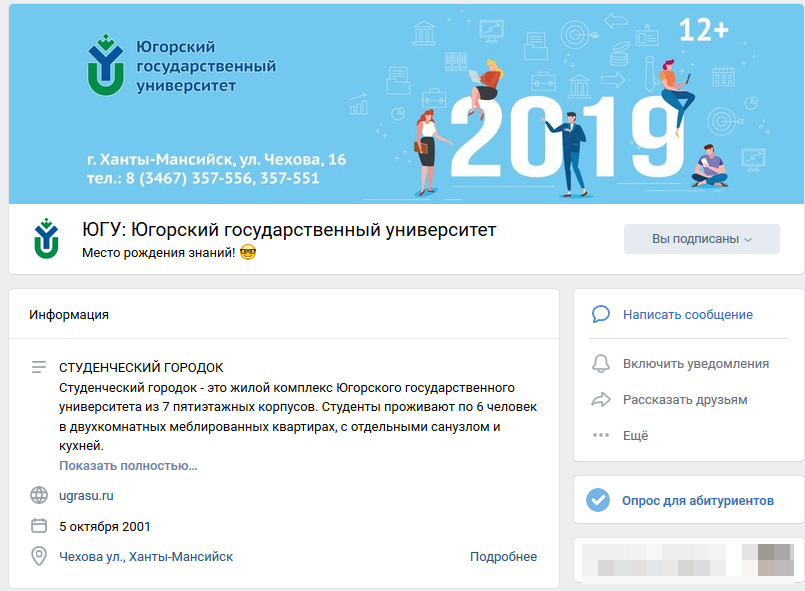 Югорский
государственный
университет
12+
2019
г. Ханты-Мансийск, ул. Чехова, 16
тел.: 8 (3467) 357-556, 357-551
ЮГУ: Югорский государственный университет
Место рождения знаний! 🤓
Вы подписаны
Информация
СТУДЕНЧЕСКИЙ ГОРОДОК
Студенческий городок - это жилой комплекс Югорского государственного
университета из 7 пятиэтажных корпусов. Студенты проживают по 6 человек
в двухкомнатных меблированных квартирах, с отдельными санузлом и
кухней.
Показать полностью…
ugrasu.ru
5 октября 2001
Чехова ул., Ханты-Мансийск
Подробнее
Написать сообщение
Включить уведомления
Рассказать друзьям
Ещё
Опрос для абитуриентов